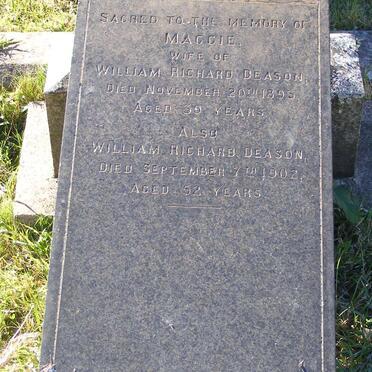 Sacred to the memory of
Maggie,
wife of
William Richard Deason,
Died November 20th 1895,
Aged 39 years.
Also
William Richard Deason,
Died September 7th 1902,
Aged 52 years.